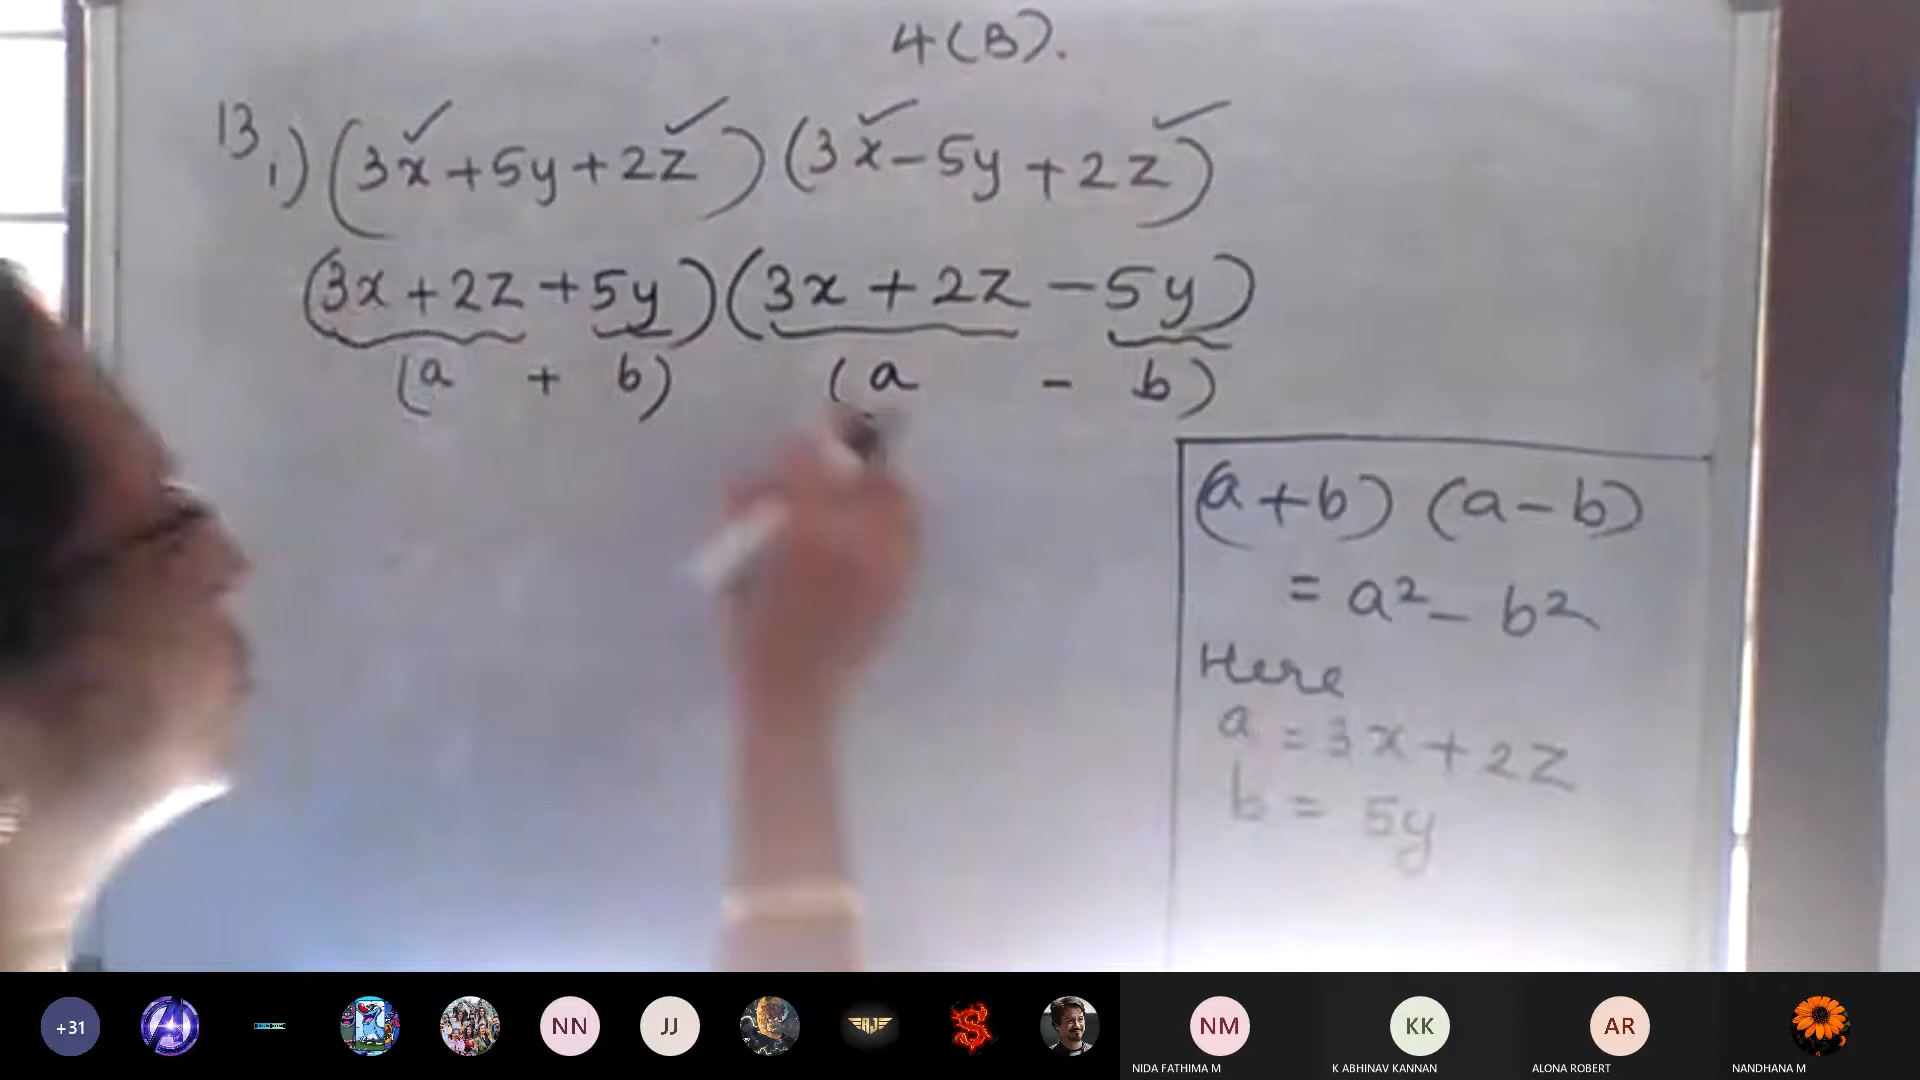 4(B).
13 i) (3x+5y+2z) (3x-5y+2z)
(3x+2z+5y)(3x+2z-5y)
(a + b) (a - b)
(a+b) (a-b)
= a²- b²
Here
a = 3x+2z
b = 5y
+31
NN
JJ
AJ
NM
KK
AR
NIDA FATHIMA M
K ABHINAV KANNAN
ALONA ROBERT
NANDHANA M